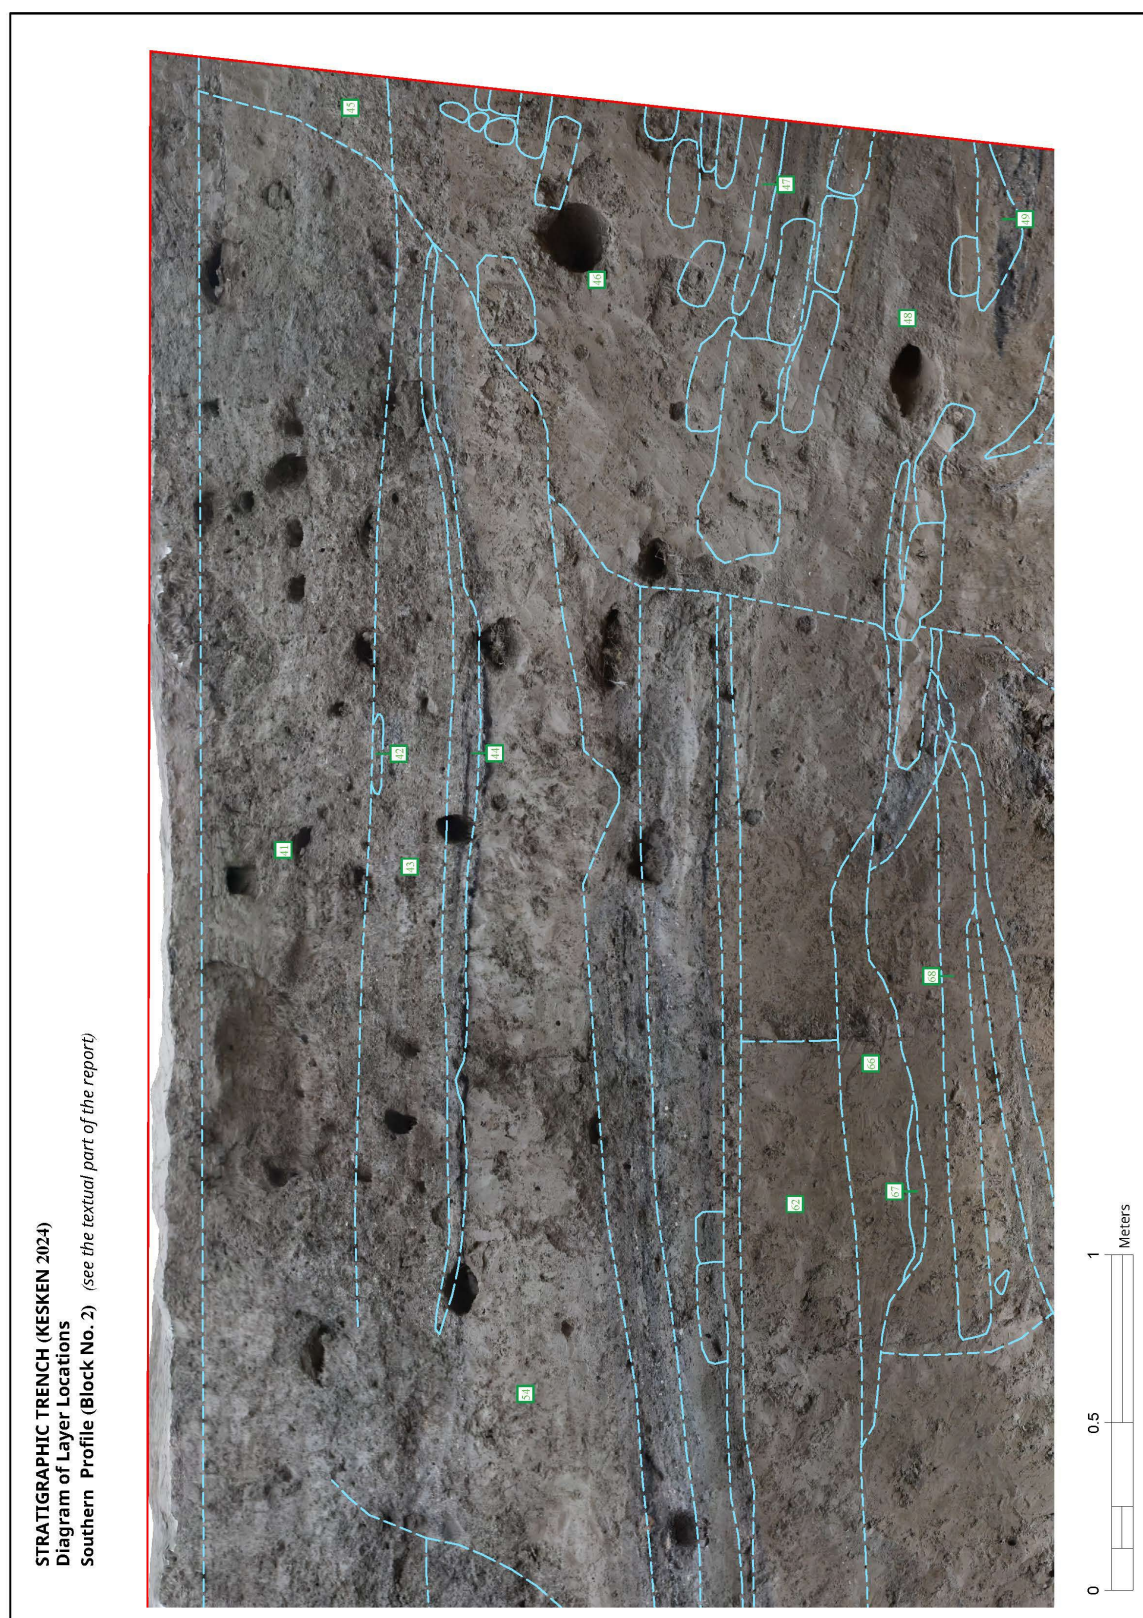 STRATIGRAPHIC TRENCH (KESKEN 2024)
Diagram of Layer Locations
Southern Profile (Block No. 2) (see the textual part of the report)
41
42
43
44
45
46
47
48
49
54
62
66
67
68
0 0.5 1
Meters